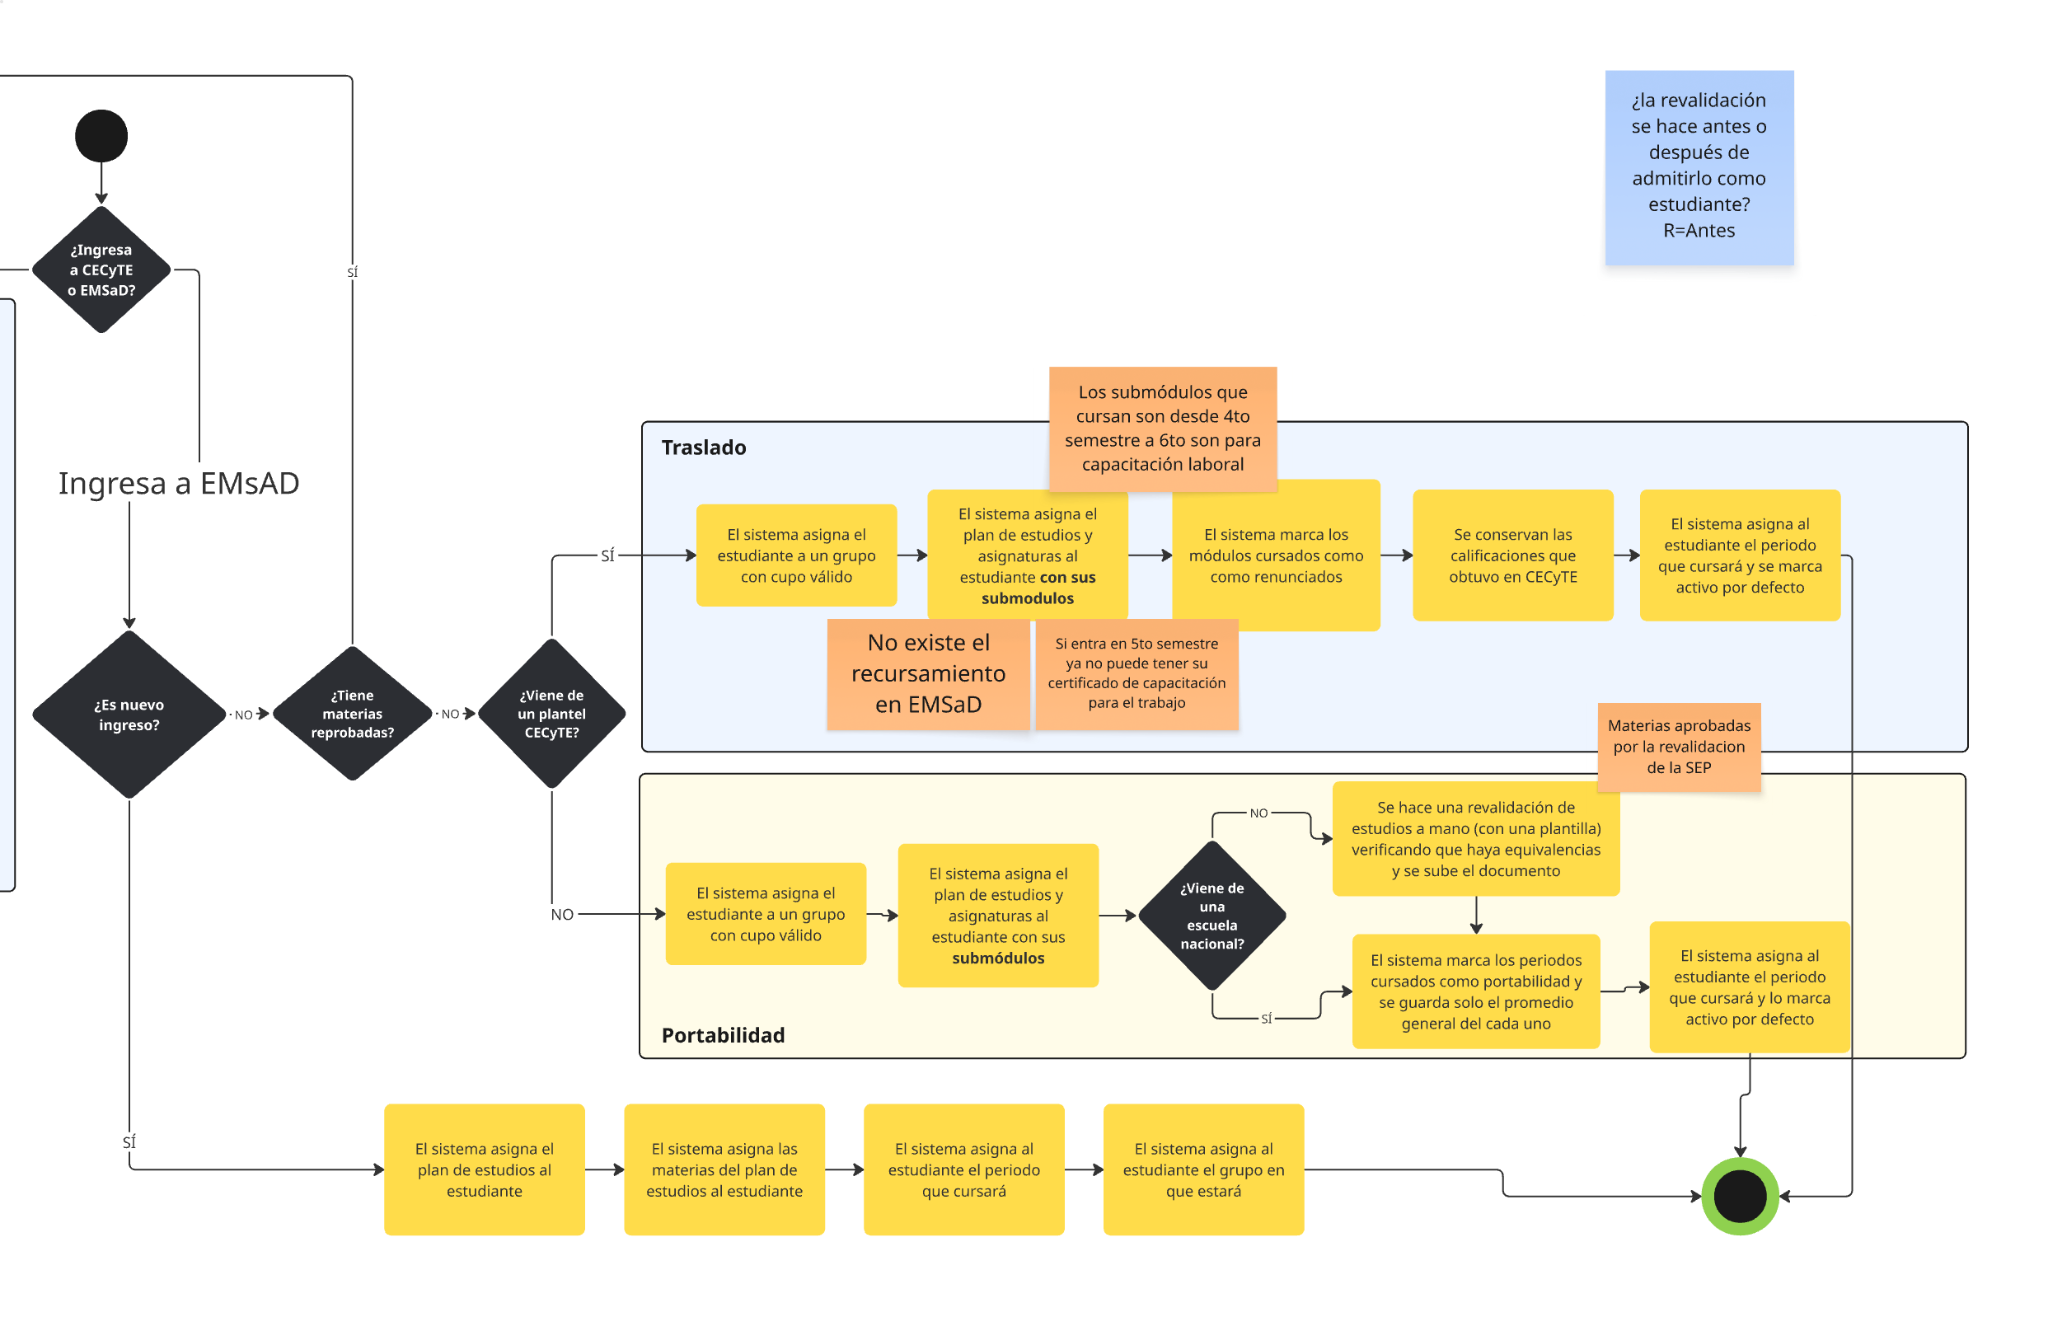 ¿la revalidación
se hace antes o
después de
admitirlo como
estudiante?
R=Antes
¿Ingresa
a CECyTE
o EMSaD?
SÍ
Ingresa a EMsAD
Los submódulos que
cursan son desde 4to
semestre a 6to son para
capacitación laboral
Traslado
SÍ
El sistema asigna el
estudiante a un grupo
con cupo válido
El sistema asigna el
plan de estudios y
asignaturas al
estudiante con sus
submodulos
El sistema marca los
módulos cursados como
como renunciados
Se conservan las
calificaciones que
obtuvo en CECyTE
El sistema asigna al
estudiante el periodo
que cursará y se marca
activo por defecto
No existe el
recursamiento
en EMSaD
Si entra en 5to semestre
ya no puede tener su
certificado de capacitación
para el trabajo
¿Es nuevo
ingreso?
NO
¿Tiene
materias
reprobadas?
NO
¿Viene de
un plantel
CECyTE?
Materias aprobadas
por la revalidacion
de la SEP
NO
El sistema asigna el
estudiante a un grupo
con cupo válido
El sistema asigna el
plan de estudios y
asignaturas al
estudiante con sus
submódulos
¿Viene de
una
escuela
nacional?
NO
Se hace una revalidación de
estudios a mano (con una plantilla)
verificando que haya equivalencias
y se sube el documento
SÍ
El sistema marca los periodos
cursados como portabilidad y
se guarda solo el promedio
general del cada uno
El sistema asigna al
estudiante el periodo
que cursará y lo marca
activo por defecto
Portabilidad
SÍ
El sistema asigna el
plan de estudios al
estudiante
El sistema asigna las
materias del plan de
estudios al estudiante
El sistema asigna al
estudiante el periodo
que cursará
El sistema asigna al
estudiante el grupo en
que estará